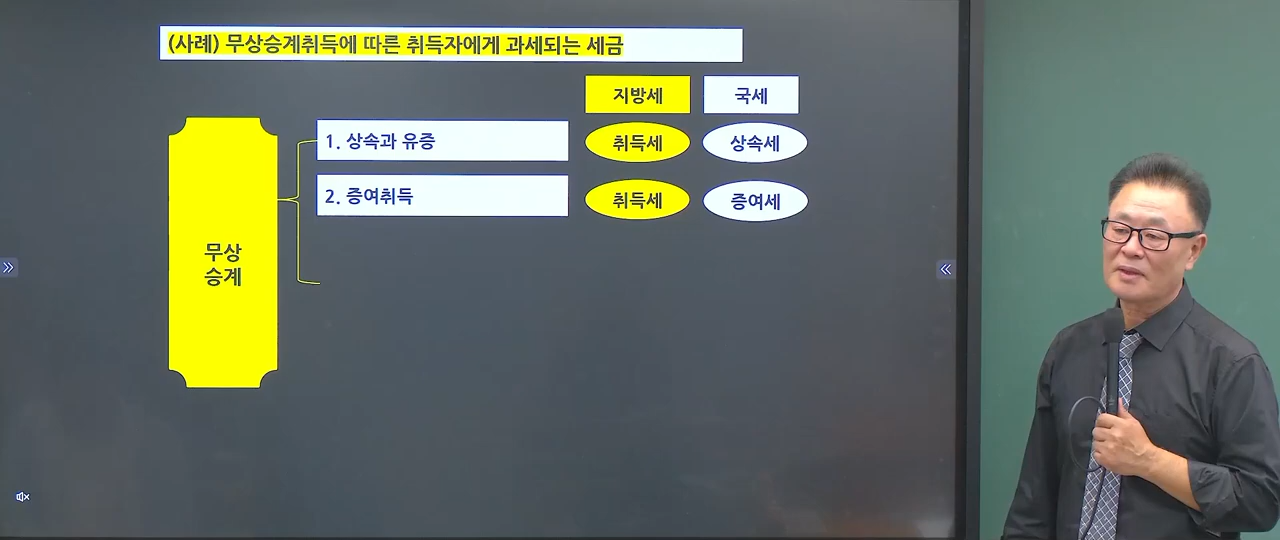 (사례) 무상승계취득에 따른 취득자에게 과세되는 세금
지방세 국세
1. 상속과 유증 취득세 상속세
2. 증여취득 취득세 증여세
무상
승계